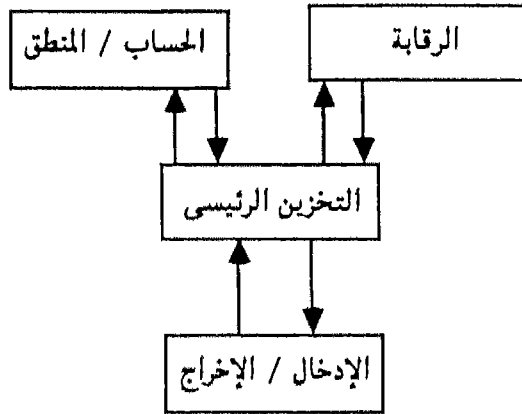 الرقابة
الحساب / المنطق
التخزين الرئيسى
الإدخال / الإخراج